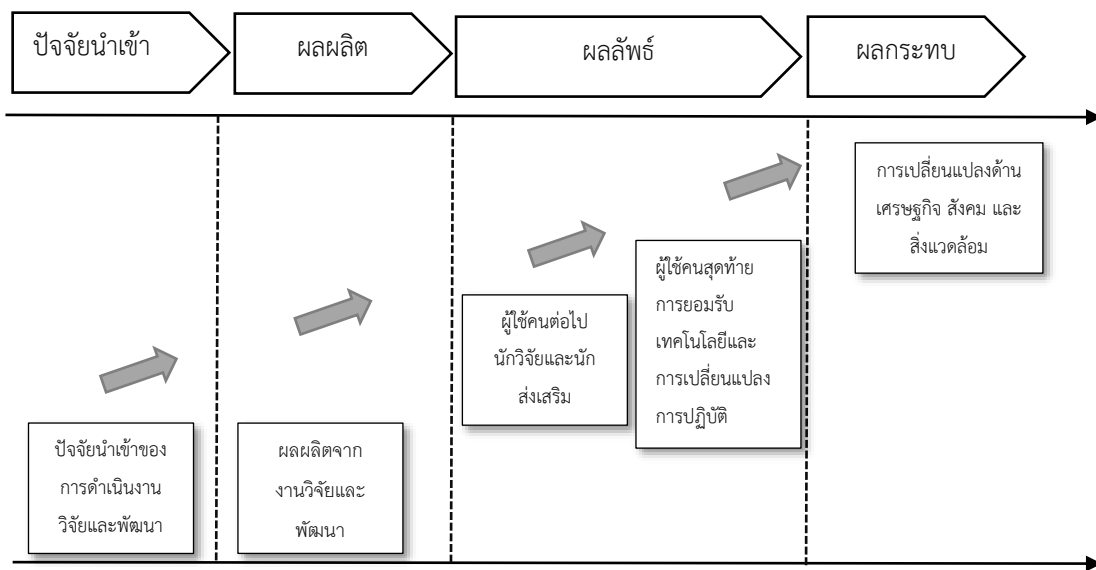 ปัจจัยนำเข้า
ผลผลิต
ผลลัพธ์
ผลกระทบ
การเปลี่ยนแปลงด้าน
เศรษฐกิจ สังคม และ
สิ่งแวดล้อม
ผู้ใช้คนสุดท้าย
การยอมรับ
เทคโนโลยีและ
การเปลี่ยนแปลง
การปฏิบัติ
ผู้ใช้คนต่อไป
นักวิจัยและนัก
ส่งเสริม
ปัจจัยนำเข้าของ
การดำเนินงาน
วิจัยและพัฒนา
ผลผลิตจาก
งานวิจัยและ
พัฒนา